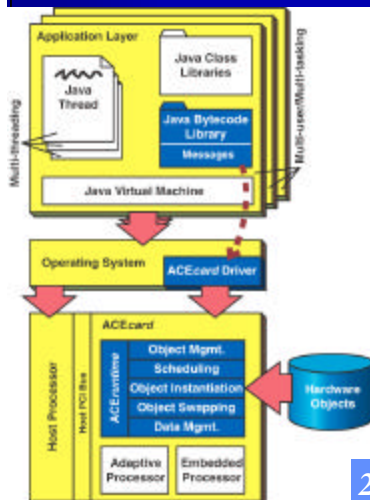 Application Layer
Java Class
Libraries
Java
Thread
Java Bytecode
Library
Messages
Multi-threading
Multi-user/Multi-tasking
Java Virtual Machine
Operating System
ACEcard Driver
Host Processor
Host PCI Bus
ACEcard
ACEruntime
Object Mgmt.
Scheduling
Object Instantiation
Object Swapping
Data Mgmt.
Hardware
Objects
Adaptive
Processor
Embedded
Processor
2